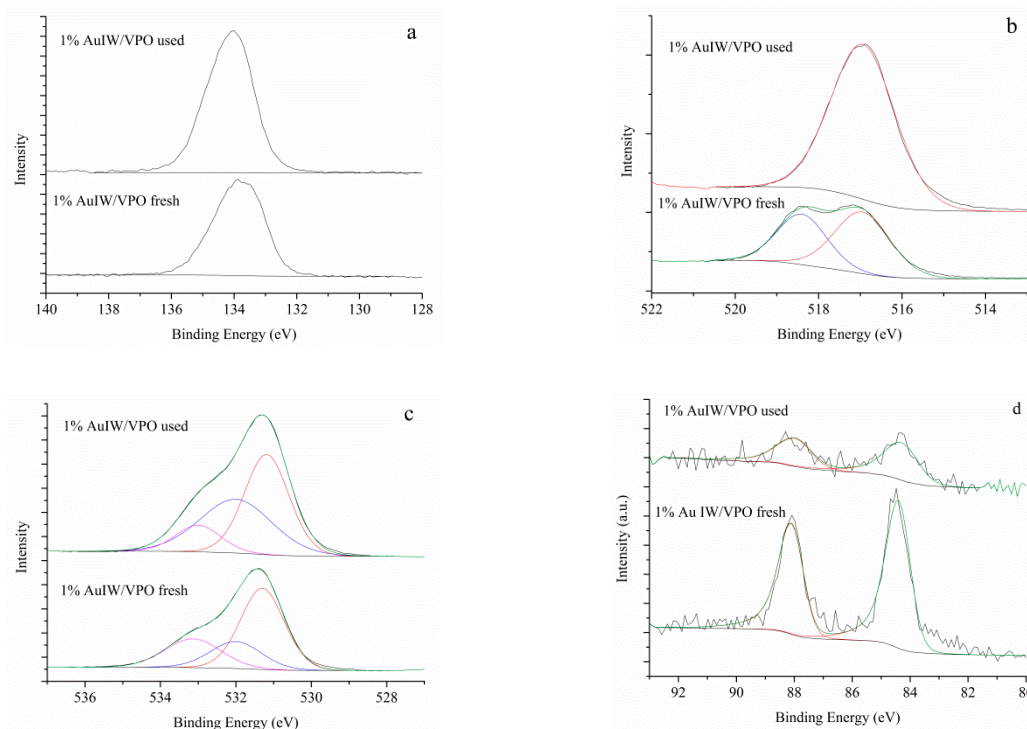 a
1% AuIW/VPO used
1% AuIW/VPO fresh
Intensity
140 138 136 134 132 130 128
Binding Energy (eV)
b
1% AuIW/VPO used
1% AuIW/VPO fresh
Intensity
522 520 518 516 514
Binding Energy (eV)
c
1% AuIW/VPO used
1% AuIW/VPO fresh
Intensity
536 534 532 530 528
Binding Energy (eV)
d
1% AuIW/VPO used
1% Au IW/VPO fresh
Intensity (a.u.)
92 90 88 86 84 82 80
Binding Energy (eV)